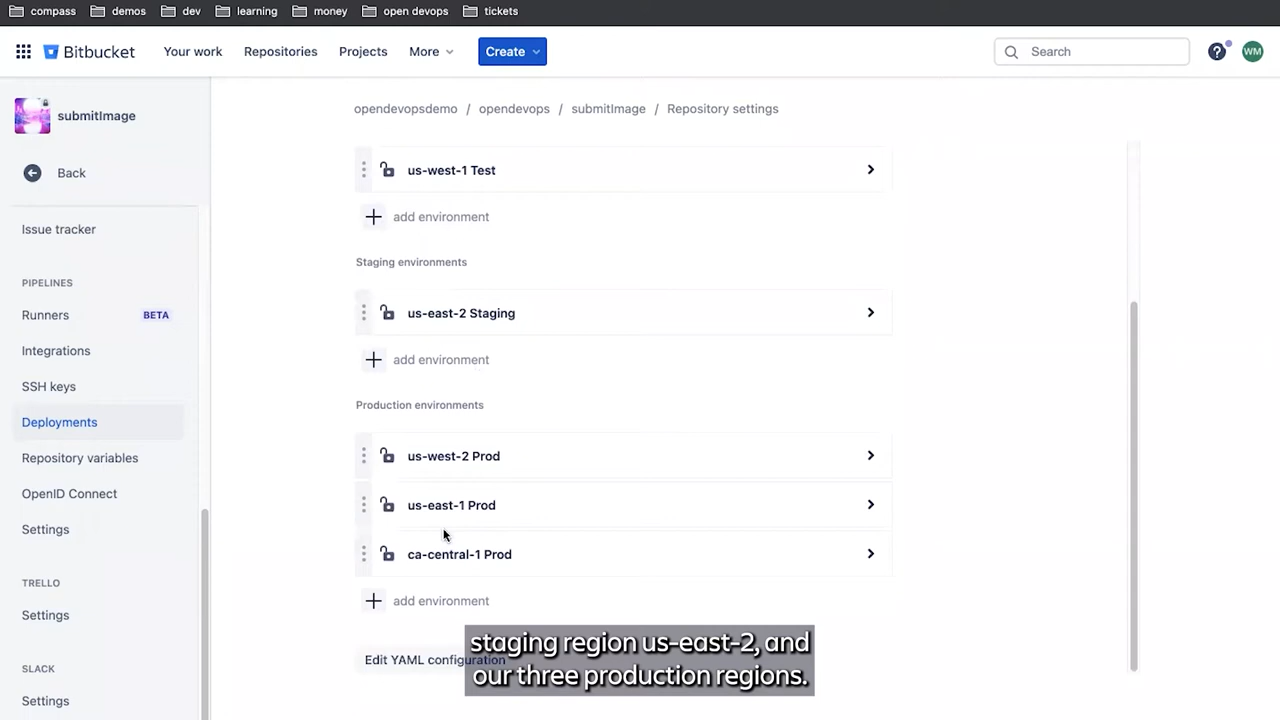 compass demos dev learning money open devops tickets
Bitbucket Your work Repositories Projects More Create Search ? WM
submitImage
Back
Issue tracker
PIPELINES
Runners BETA
Integrations
SSH keys
Deployments
Repository variables
OpenID Connect
Settings
TRELLO
Settings
SLACK
Settings
opendevopsdemo / opendevops / submitImage / Repository settings
us-west-1 Test
add environment
Staging environments
us-east-2 Staging
add environment
Production environments
us-west-2 Prod
us-east-1 Prod
ca-central-1 Prod
add environment
Edit YAML configuration
staging region us-east-2, and
our three production regions.